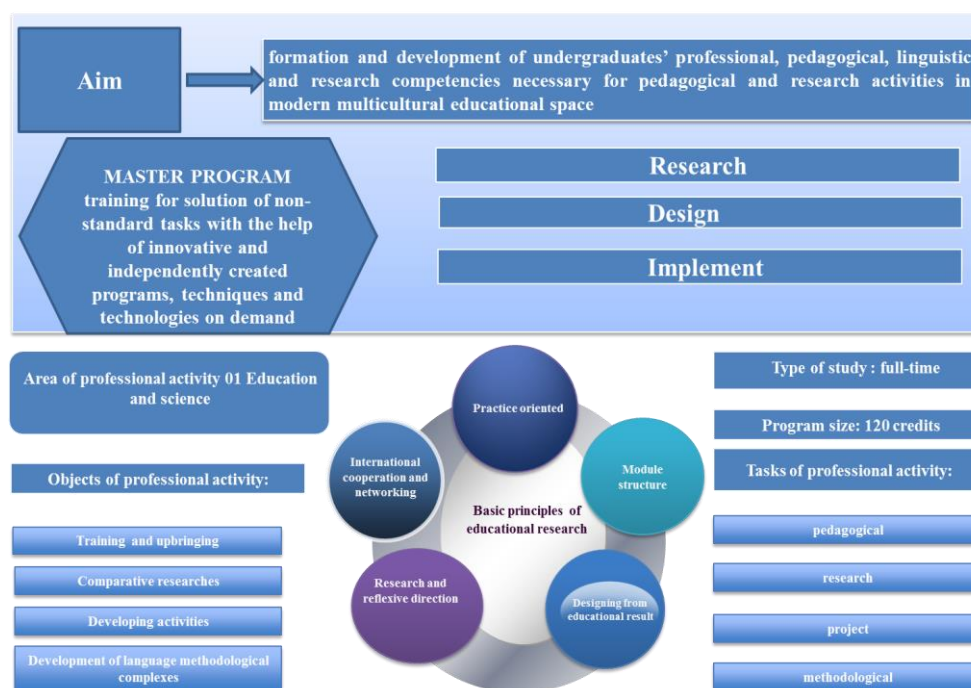 Aim
formation and development of undergraduates' professional, pedagogical, linguistic
and research competencies necessary for pedagogical and research activities in
modern multicultural educational space
MASTER PROGRAM
training for solution of non-
standard tasks with the help
of innovative and
independently created
programs, techniques and
technologies on demand
Research
Design
Implement
Area of professional activity 01 Education
and science
Objects of professional activity:
Training and upbringing
Comparative researches
Developing activities
Development of language methodological
complexes
Practice oriented
International
cooperation and
networking
Module
structure
Basic principles of
educational research
Research and
reflexive direction
Designing from
educational result
Type of study : full-time
Program size: 120 credits
Tasks of professional activity:
pedagogical
research
project
methodological